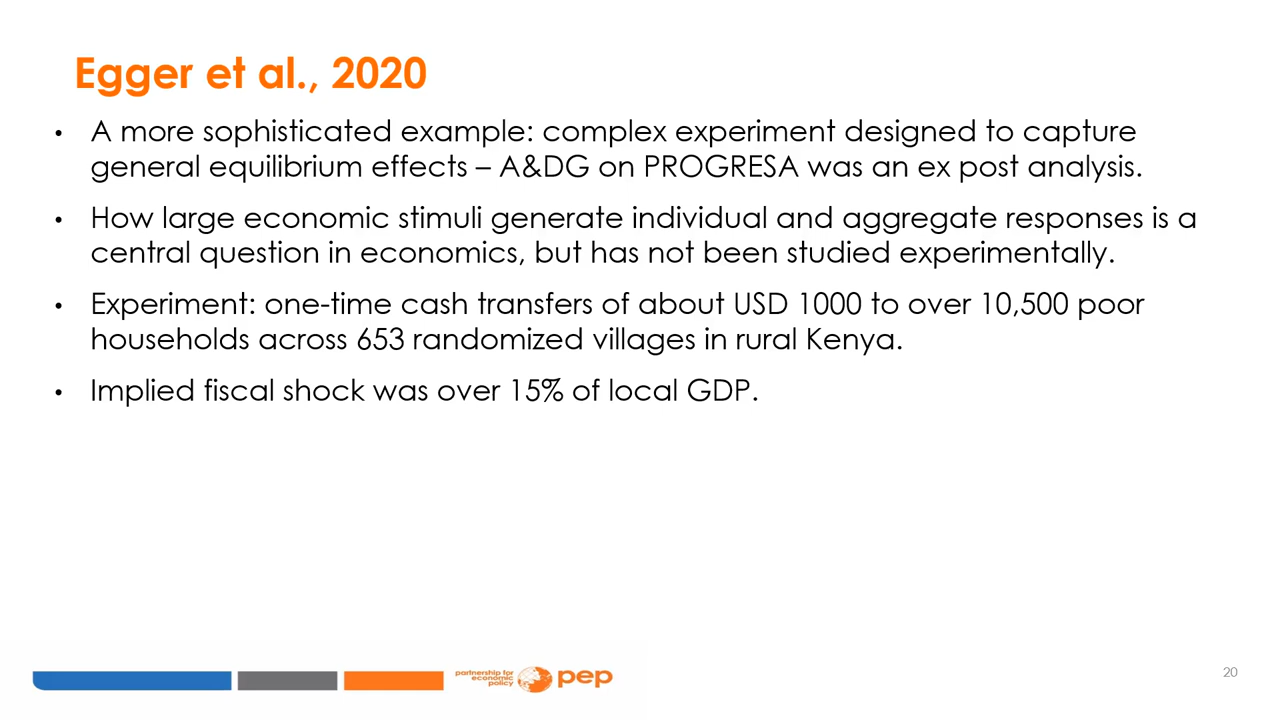 Egger et al., 2020
• A more sophisticated example: complex experiment designed to capture
general equilibrium effects – A&DG on PROGRESA was an ex post analysis.
• How large economic stimuli generate individual and aggregate responses is a
central question in economics, but has not been studied experimentally.
• Experiment: one-time cash transfers of about USD 1000 to over 10,500 poor
households across 653 randomized villages in rural Kenya.
• Implied fiscal shock was over 15% of local GDP.
partnership for
economic
policy
pep
20